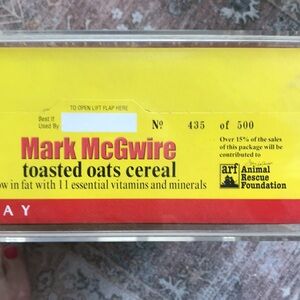 TO OPEN LIFT FLAP HERE
Best If
Used By
Nº 435 of 500
Over 15% of the sales
of this package will be
contributed to
Mark McGwire
toasted oats cereal
ow in fat with 11 essential vitamins and minerals
arf Animal
Rescue
Foundation
AY